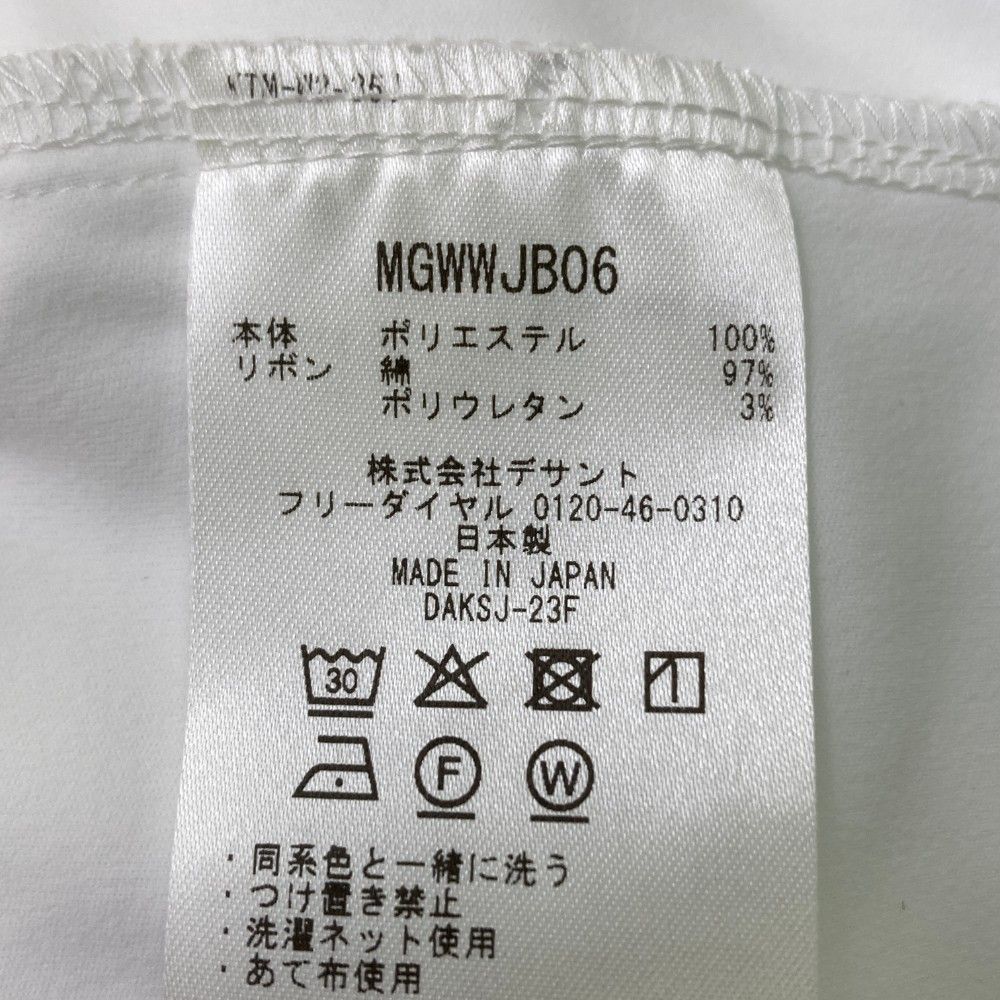 MGWWJB06
本体 ポリエステル 100%
リボン 綿 97%
ポリウレタン 3%
株式会社デサント
フリーダイヤル 0120-46-0310
日本製
MADE IN JAPAN
DAKSJ-23F
30
F W
・同系色と一緒に洗う
・つけ置き禁止
・洗濯ネット使用
・あて布使用